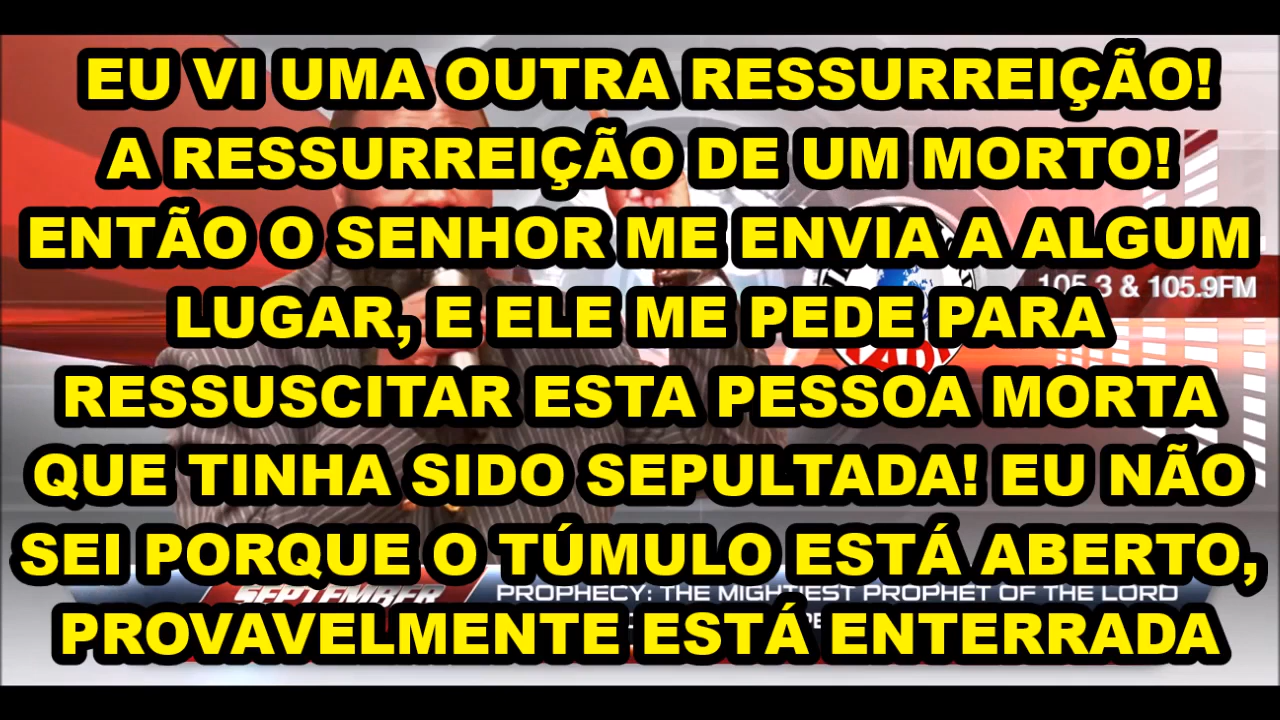 EU VI UMA OUTRA RESSURREIÇÃO!
A RESSURREIÇÃO DE UM MORTO!
ENTÃO O SENHOR ME ENVIA A ALGUM
105.3 & 105.9FM
LUGAR, E ELE ME PEDE PARA
RESSUSCITAR ESTA PESSOA MORTA
QUE TINHA SIDO SEPULTADA! EU NÃO
SEI PORQUE O TÚMULO ESTÁ ABERTO,
SEPTEMBER
PROPHECY: THE MIGHTIEST PROPHET OF THE LORD
PROVAVELMENTE ESTÁ ENTERRADA